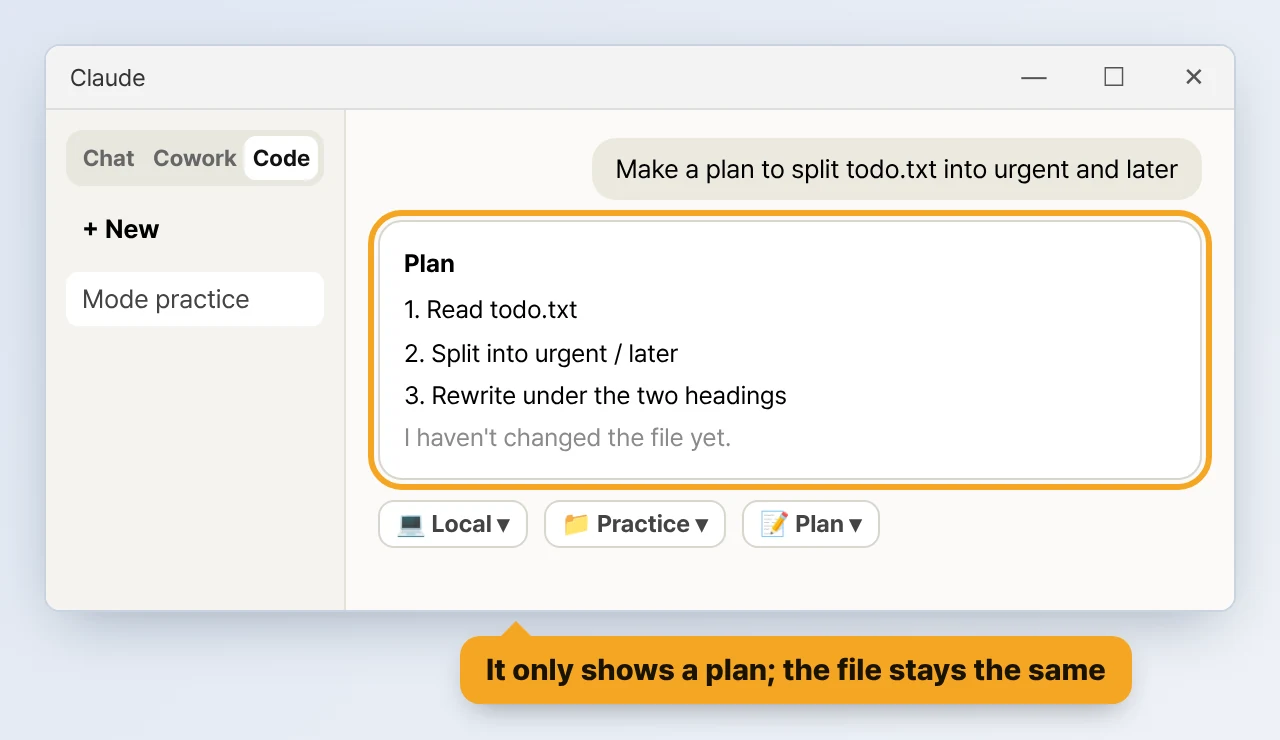 Claude
Chat Cowork Code
+ New
Mode practice
Make a plan to split todo.txt into urgent and later
Plan
1. Read todo.txt
2. Split into urgent / later
3. Rewrite under the two headings
I haven't changed the file yet.
Local ▾ Practice ▾ Plan ▾
It only shows a plan; the file stays the same